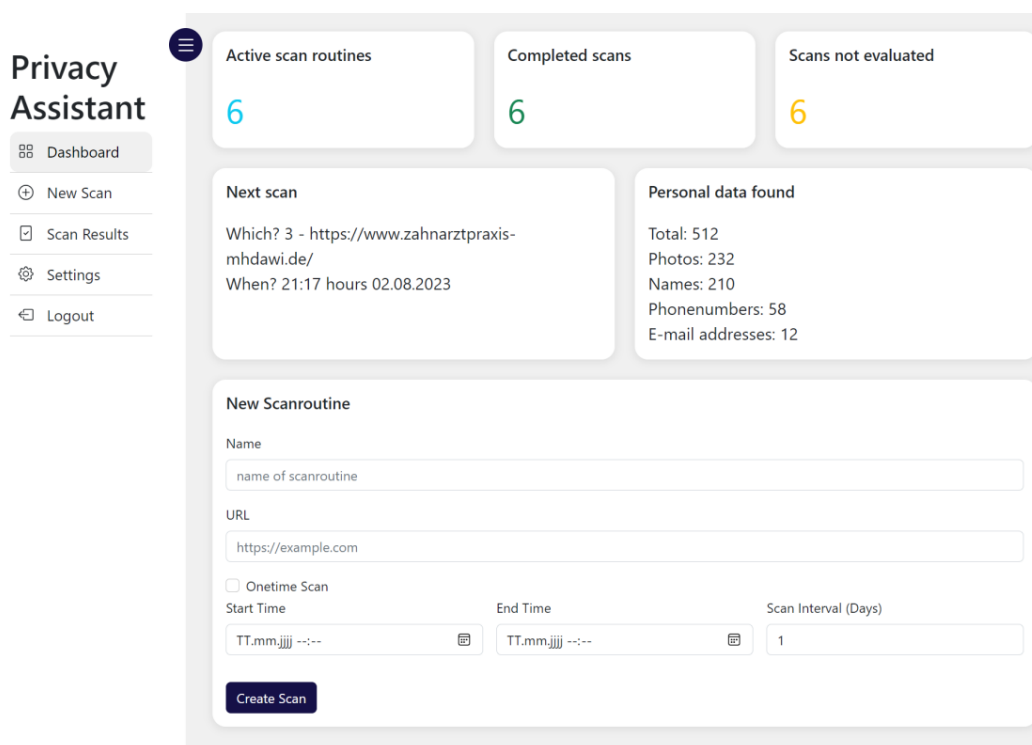 Privacy
Assistant
Dashboard
New Scan
Scan Results
Settings
Logout
Active scan routines
6
Completed scans
6
Scans not evaluated
6
Next scan
Which? 3 - https://www.zahnarztpraxis-
mhdawi.de/
When? 21:17 hours 02.08.2023
Personal data found
Total: 512
Photos: 232
Names: 210
Phonenumbers: 58
E-mail addresses: 12
New Scanroutine
Name
name of scanroutine
URL
https://example.com
Onetime Scan
Start Time
End Time
Scan Interval (Days)
TT.mm.jjjj --:--
TT.mm.jjjj --:--
1
Create Scan